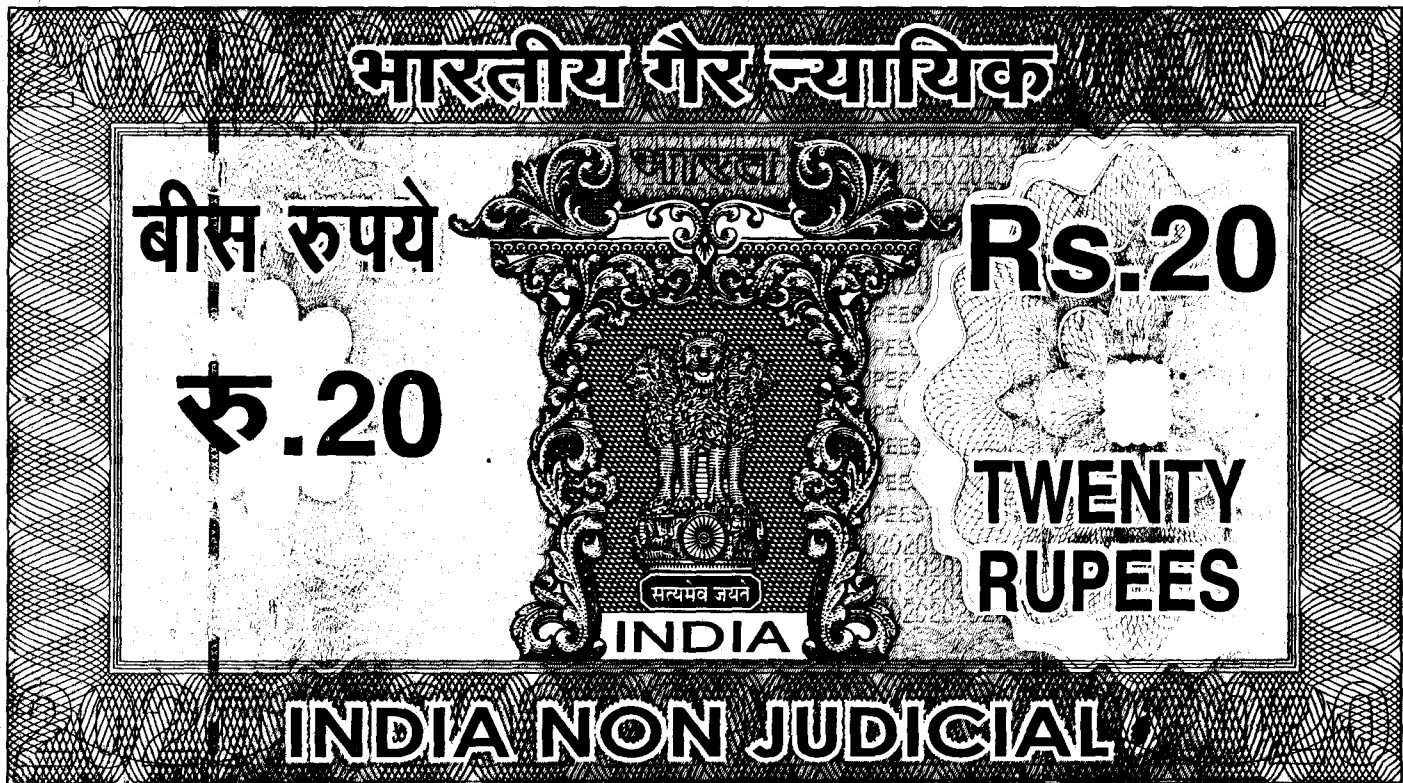 भारतीय गैर न्यायिक
भारत
बीस रुपये
Rs.20
रु.20
TWENTY
RUPEES
सत्यमेव जयते
INDIA
INDIA NON JUDICIAL